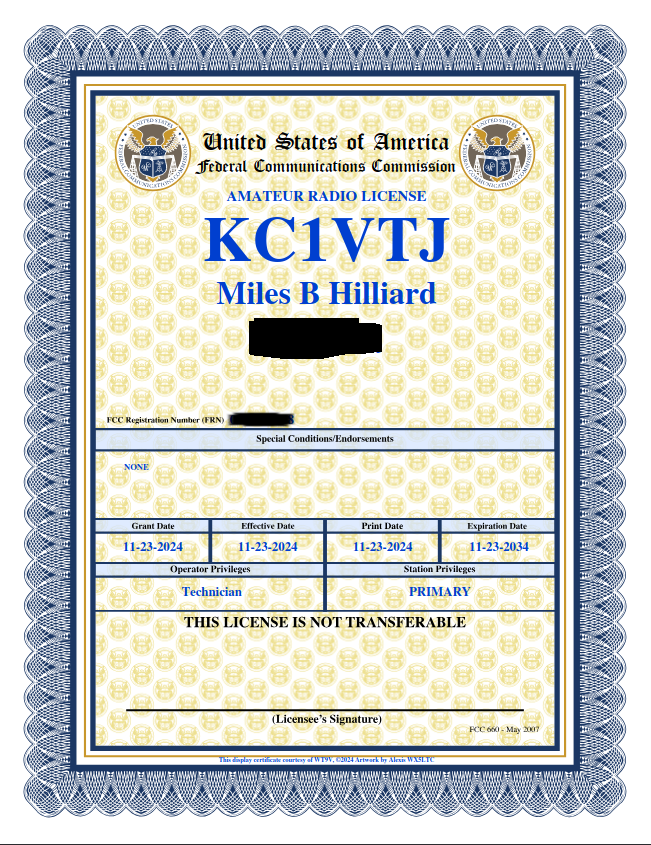 United States of America
Federal Communications Commission
AMATEUR RADIO LICENSE
KC1VTJ
Miles B Hilliard
FCC Registration Number (FRN)
Special Conditions/Endorsements
NONE
Grant Date Effective Date Print Date Expiration Date
11-23-2024 11-23-2024 11-23-2024 11-23-2034
Operator Privileges Station Privileges
Technician PRIMARY
THIS LICENSE IS NOT TRANSFERABLE
(Licensee's Signature)
FCC 660 - May 2007
This display certificate courtesy of WT9V, ©2024 Artwork by Alexis WX5LTC